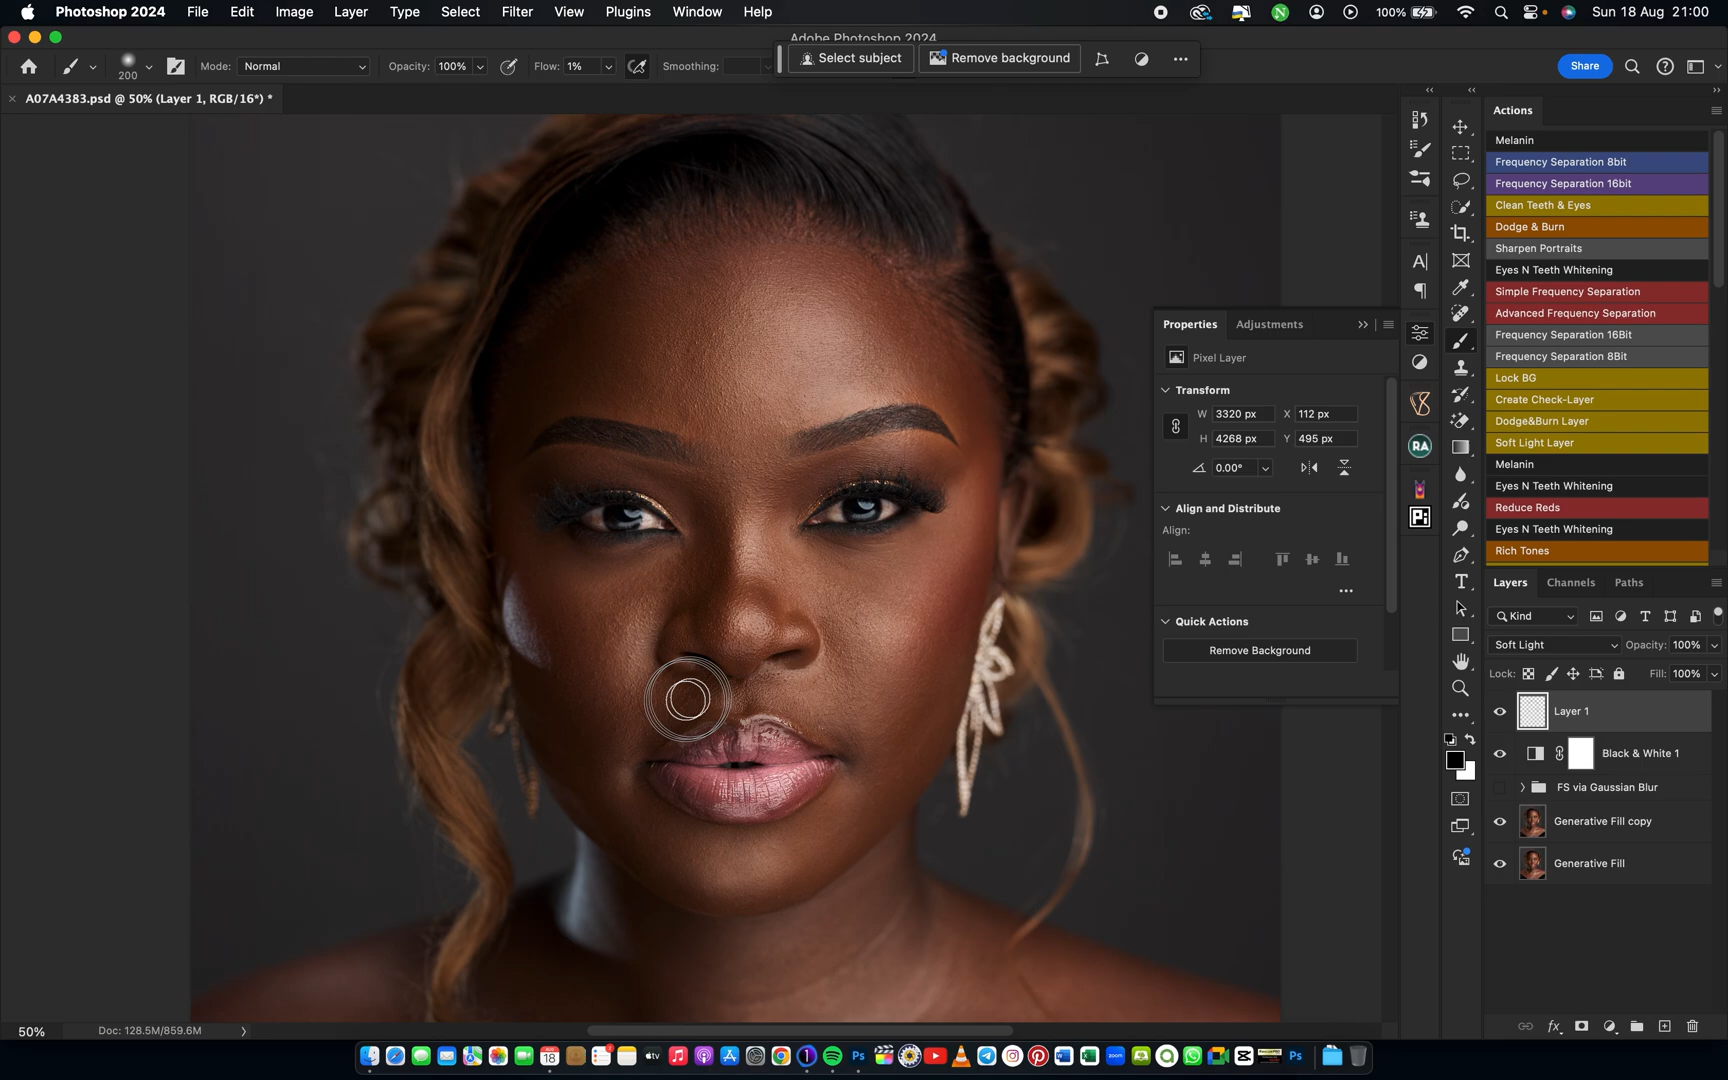 Photoshop 2024 File Edit Image Layer Type Select Filter View Plugins Window Help 100% Sun 18 Aug 21:00
Adobe Photoshop 2024
200 Mode: Normal Opacity: 100% Flow: 1% Smoothing: Select subject Remove background Share
A07A4383.psd @ 50% (Layer 1, RGB/16*) *
Actions
Melanin
Frequency Separation 8bit
Frequency Separation 16bit
Clean Teeth & Eyes
Dodge & Burn
Sharpen Portraits
Eyes N Teeth Whitening
Simple Frequency Separation
Advanced Frequency Separation
Frequency Separation 16Bit
Frequency Separation 8Bit
Lock BG
Create Check-Layer
Dodge&Burn Layer
Soft Light Layer
Melanin
Eyes N Teeth Whitening
Reduce Reds
Eyes N Teeth Whitening
Rich Tones
Properties Adjustments
Pixel Layer
Transform
W 3320 px X 112 px
H 4268 px Y 495 px
0.00°
Align and Distribute
Align:
Quick Actions
Remove Background
RA
Pi
Layers Channels Paths
Kind
Soft Light Opacity: 100%
Lock: Fill: 100%
Layer 1
Black & White 1
FS via Gaussian Blur
Generative Fill copy
Generative Fill
50% Doc: 128.5M/859.6M